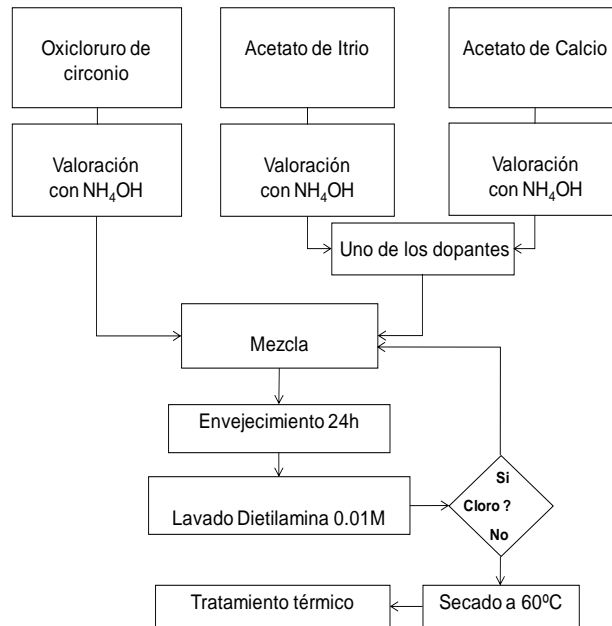 Oxicloruro de
circonio
Acetato de Itrio
Acetato de Calcio
Valoración
con NH₄OH
Valoración
con NH₄OH
Valoración
con NH₄OH
Uno de los dopantes
Mezcla
Envejecimiento 24h
Lavado Dietilamina 0.01M
Si
Cloro ?
No
Tratamiento térmico
Secado a 60ºC